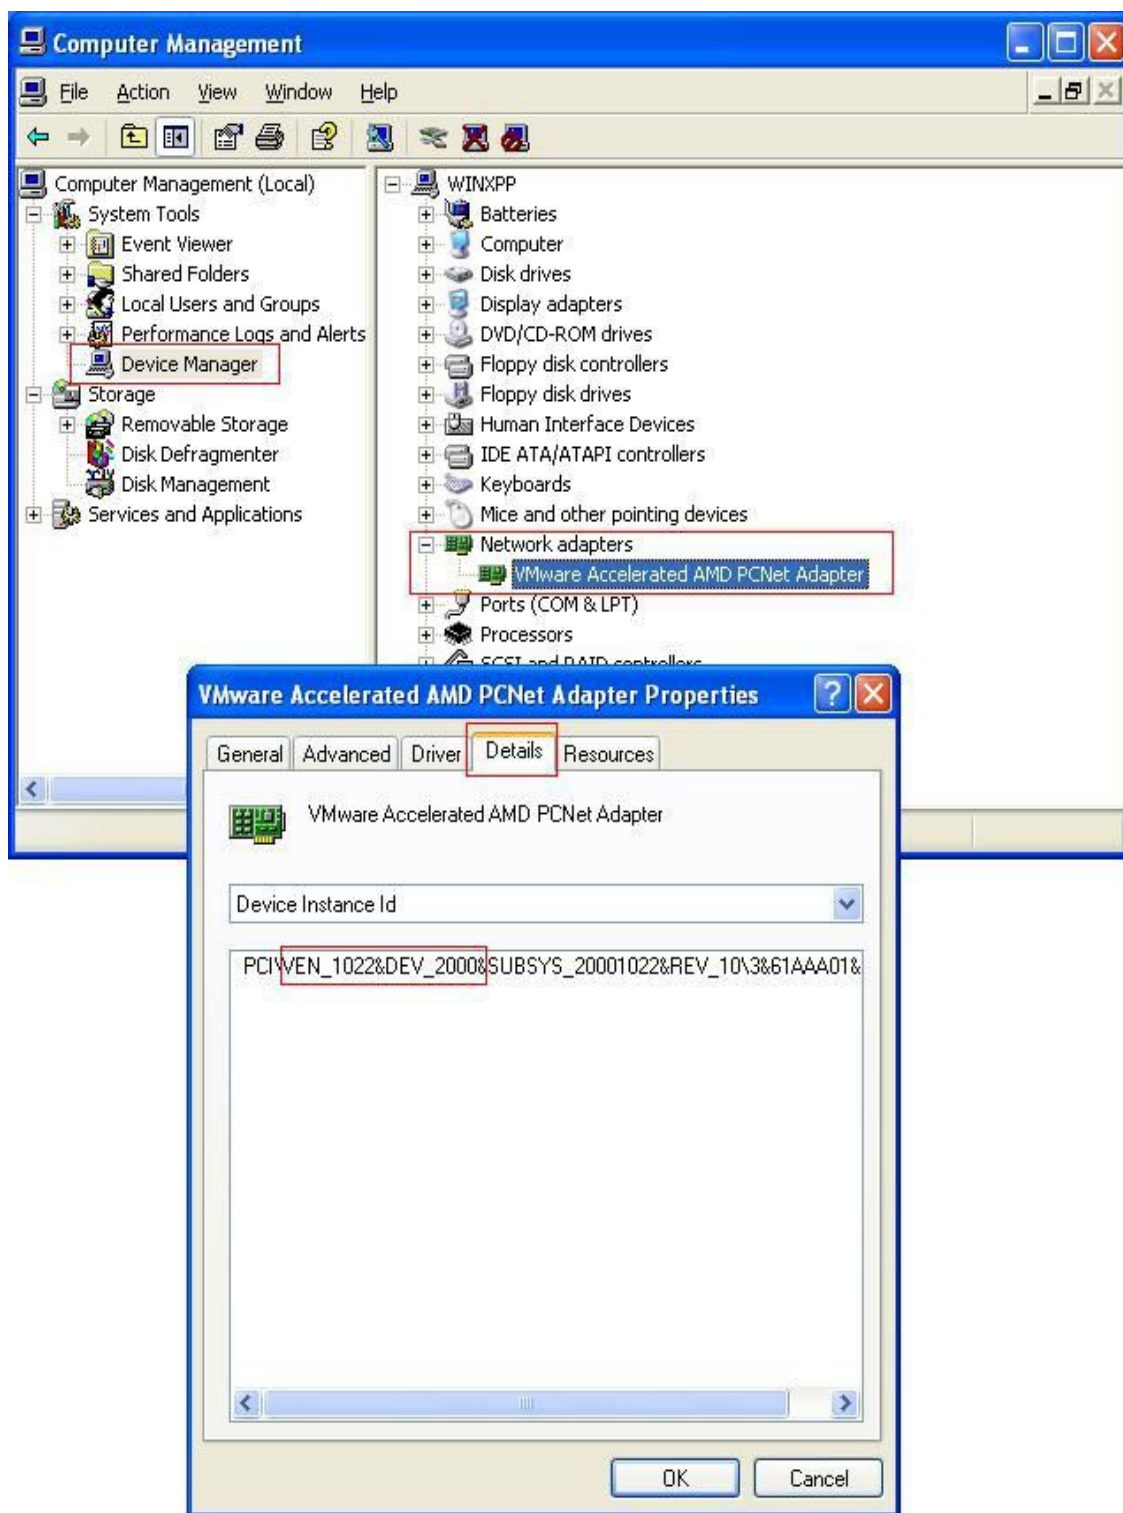 Computer Management
File Action View Window Help
Computer Management (Local)
System Tools
Event Viewer
Shared Folders
Local Users and Groups
Performance Logs and Alerts
Device Manager
Storage
Removable Storage
Disk Defragmenter
Disk Management
Services and Applications
WINXPP
Batteries
Computer
Disk drives
Display adapters
DVD/CD-ROM drives
Floppy disk controllers
Floppy disk drives
Human Interface Devices
IDE ATA/ATAPI controllers
Keyboards
Mice and other pointing devices
Network adapters
VMware Accelerated AMD PCNet Adapter
Ports (COM & LPT)
Processors
SCSI and RAID controllers
VMware Accelerated AMD PCNet Adapter Properties
General Advanced Driver Details Resources
VMware Accelerated AMD PCNet Adapter
Device Instance Id
PCI\VEN_1022&DEV_2000&SUBSYS_20001022&REV_10\3&61AAA01&
OK Cancel